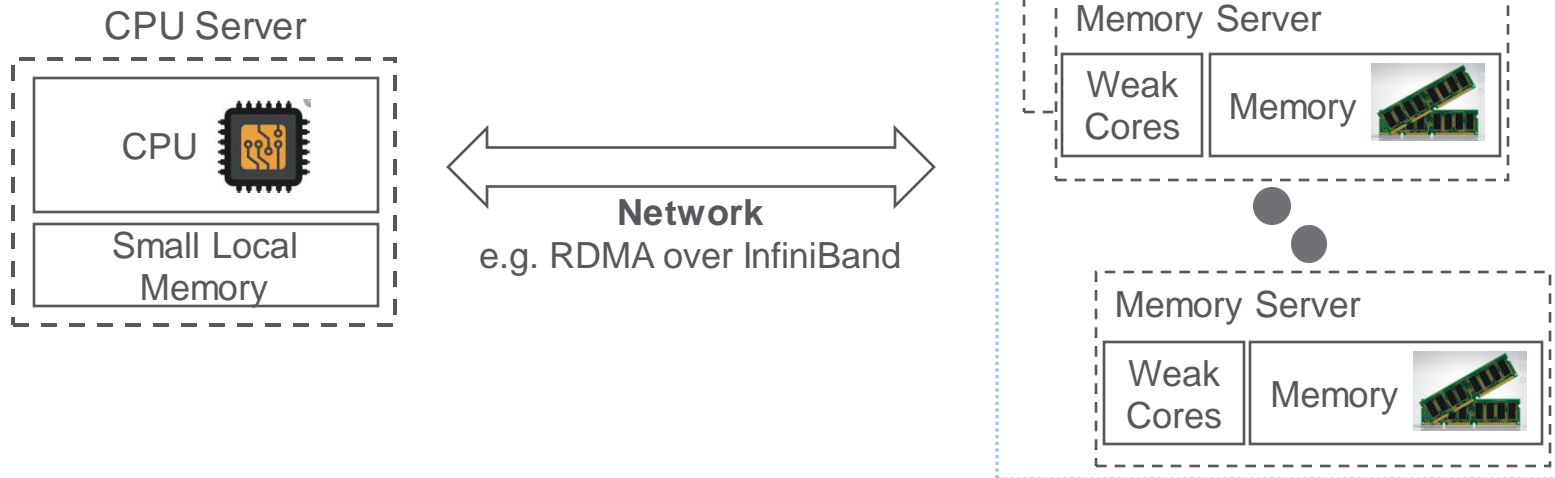 CPU Server
CPU
Small Local
Memory
Network
e.g. RDMA over InfiniBand
Memory Server
Weak
Cores
Memory
Memory Server
Weak
Cores
Memory